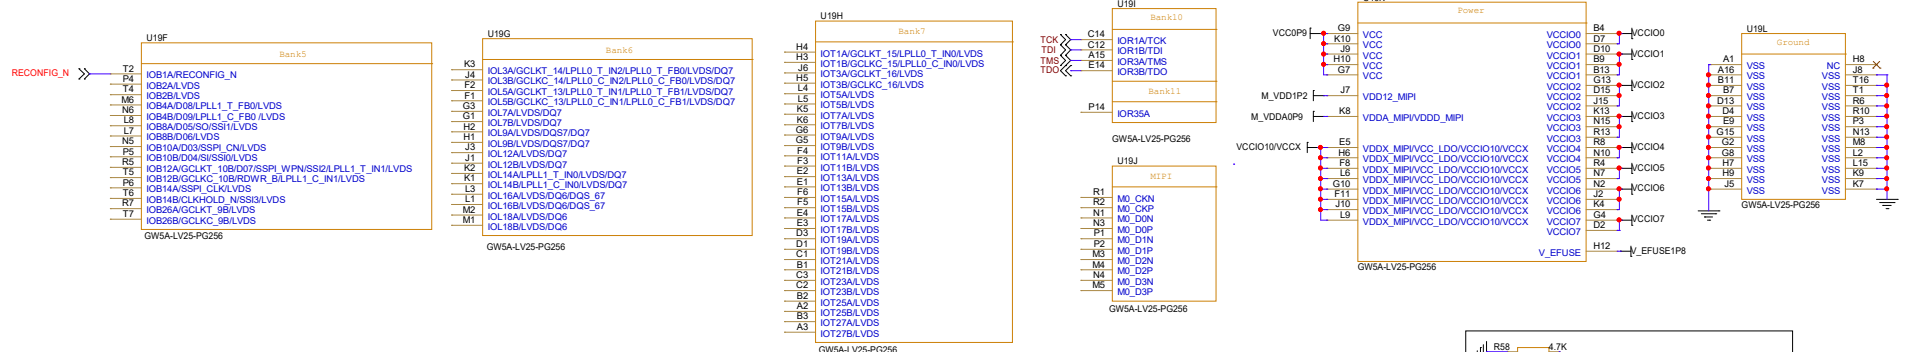 U19F
Bank5
RECONFIG_N
T2 IOB1A/RECONFIG_N
P4 IOB2A/LVDS
T4 IOB2B/LVDS
M6 IOB4A/D08/LPLL1_T_FB0/LVDS
N6 IOB4B/D09/LPLL1_C_FB0 /LVDS
L8 IOB8A/D05/SO/SSI1/LVDS
L7 IOB8B/D06/LVDS
N5 IOB10A/D03/SSPI_CN/LVDS
P5 IOB10B/D04/SI/SSI0/LVDS
R5 IOB12A/GCLKT_10B/D07/SSPI_WPN/SSI2/LPLL1_T_IN1/LVDS
T5 IOB12B/GCLKC_10B/RDWR_B/LPLL1_C_IN1/LVDS
P6 IOB14A/SSPI_CLK/LVDS
T6 IOB14B/CLKHOLD_N/SSI3/LVDS
R7 IOB26A/GCLKT_9B/LVDS
T7 IOB26B/GCLKC_9B/LVDS
GW5A-LV25-PG256
U19G
Bank6
K3 IOL3A/GCLKT_14/LPLL0_T_IN2/LPLL0_T_FB0/LVDS/DQ7
J4 IOL3B/GCLKC_14/LPLL0_C_IN2/LPLL0_C_FB0/LVDS/DQ7
F2 IOL5A/GCLKT_13/LPLL0_T_IN1/LPLL0_T_FB1/LVDS/DQ7
F1 IOL5B/GCLKC_13/LPLL0_C_IN1/LPLL0_C_FB1/LVDS/DQ7
G3 IOL7A/LVDS/DQ7
G1 IOL7B/LVDS/DQ7
H2 IOL9A/LVDS/DQS7/DQ7
H1 IOL9B/LVDS/DQS7/DQ7
J3 IOL12A/LVDS/DQ7
J1 IOL12B/LVDS/DQ7
K2 IOL14A/LPLL1_T_IN0/LVDS/DQ7
K1 IOL14B/LPLL1_C_IN0/LVDS/DQ7
L3 IOL16A/LVDS/DQ6/DQS_67
L1 IOL16B/LVDS/DQ6/DQS_67
M2 IOL18A/LVDS/DQ6
M1 IOL18B/LVDS/DQ6
GW5A-LV25-PG256
U19H
Bank7
H4 IOT1A/GCLKT_15/LPLL0_T_IN0/LVDS
H3 IOT1B/GCLKC_15/LPLL0_C_IN0/LVDS
J6 IOT3A/GCLKT_16/LVDS
H5 IOT3B/GCLKC_16/LVDS
L4 IOT5A/LVDS
L5 IOT5B/LVDS
K5 IOT7A/LVDS
K6 IOT7B/LVDS
G6 IOT9A/LVDS
G5 IOT9B/LVDS
F4 IOT11A/LVDS
F3 IOT11B/LVDS
E2 IOT13A/LVDS
E1 IOT13B/LVDS
F6 IOT15A/LVDS
F5 IOT15B/LVDS
E4 IOT17A/LVDS
E3 IOT17B/LVDS
D3 IOT19A/LVDS
D1 IOT19B/LVDS
C1 IOT21A/LVDS
B1 IOT21B/LVDS
C3 IOT23A/LVDS
C2 IOT23B/LVDS
B2 IOT25A/LVDS
A2 IOT25B/LVDS
B3 IOT27A/LVDS
A3 IOT27B/LVDS
GW5A-LV25-PG256
U19I
Bank10
TCK C14 IOR1A/TCK
TDI C12 IOR1B/TDI
TMS A15 IOR3A/TMS
TDO E14 IOR3B/TDO
Bank11
P14 IOR35A
GW5A-LV25-PG256
U19J
MIPI
R1 M0_CKN
R2 M0_CKP
N1 M0_D0N
N3 M0_D0P
P1 M0_D1N
P2 M0_D1P
M3 M0_D2N
M4 M0_D2P
N4 M0_D3N
M5 M0_D3P
GW5A-LV25-PG256
Power
VCC0P9
G9 VCC
K10 VCC
J9 VCC
H10 VCC
G7 VCC
M_VDD1P2 J7 VDD12_MIPI
M_VDDA0P9 K8 VDDA_MIPI/VDDD_MIPI
VCCIO10/VCCX
E5 VDDX_MIPI/VCC_LDO/VCCIO10/VCCX
H6 VDDX_MIPI/VCC_LDO/VCCIO10/VCCX
F8 VDDX_MIPI/VCC_LDO/VCCIO10/VCCX
L6 VDDX_MIPI/VCC_LDO/VCCIO10/VCCX
G10 VDDX_MIPI/VCC_LDO/VCCIO10/VCCX
F11 VDDX_MIPI/VCC_LDO/VCCIO10/VCCX
J10 VDDX_MIPI/VCC_LDO/VCCIO10/VCCX
L9 VDDX_MIPI/VCC_LDO/VCCIO10/VCCX
VCCIO0 B4 VCCIO0
VCCIO0 D7
VCCIO1 D10 VCCIO1
VCCIO1 B9
VCCIO1 B13
VCCIO2 G13 VCCIO2
VCCIO2 D15
VCCIO2 J15
VCCIO3 K13 VCCIO3
VCCIO3 N15
VCCIO3 R13
VCCIO4 R8 VCCIO4
VCCIO4 N10
VCCIO5 R4 VCCIO5
VCCIO5 N7
VCCIO6 N2 VCCIO6
VCCIO6 J2
VCCIO6 K4
VCCIO7 G4 VCCIO7
VCCIO7 D2
V_EFUSE H12 V_EFUSE1P8
GW5A-LV25-PG256
U19L
Ground
A1 VSS NC H8
A16 VSS VSS J8
B11 VSS VSS T16
B7 VSS VSS T1
D13 VSS VSS R6
D4 VSS VSS R10
E9 VSS VSS P3
G15 VSS VSS N13
G2 VSS VSS M8
G8 VSS VSS L2
H7 VSS VSS L15
H9 VSS VSS K9
J5 VSS VSS K7
GW5A-LV25-PG256
R58 4.7K